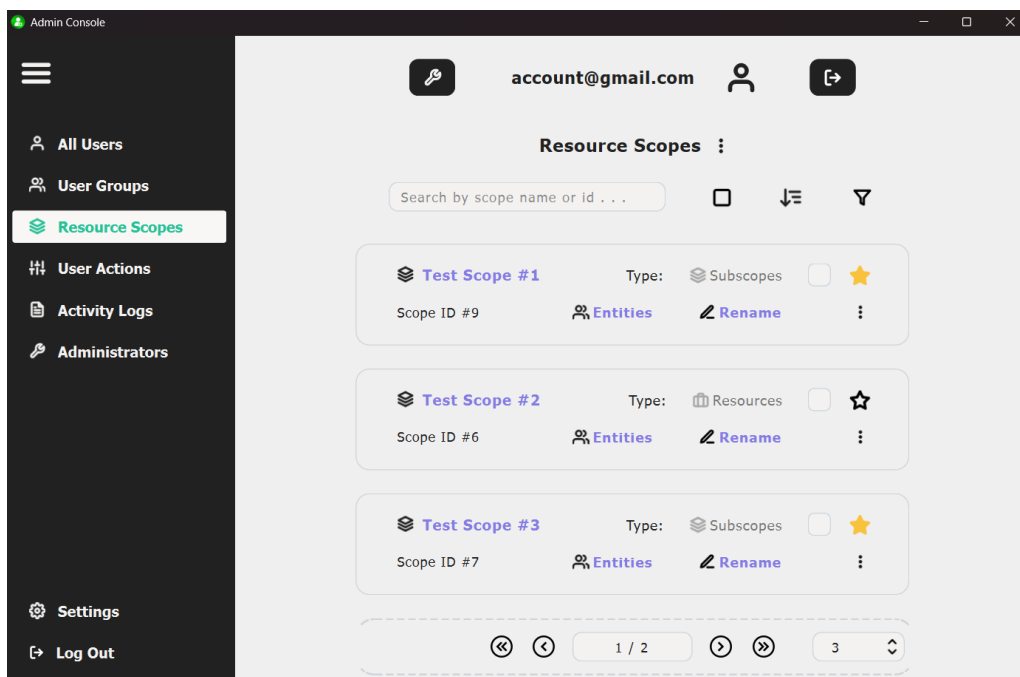 Admin Console
account@gmail.com
All Users
User Groups
Resource Scopes
User Actions
Activity Logs
Administrators
Settings
Log Out
Resource Scopes
Search by scope name or id . . .
Test Scope #1 Type: Subscopes
Scope ID #9 Entities Rename
Test Scope #2 Type: Resources
Scope ID #6 Entities Rename
Test Scope #3 Type: Subscopes
Scope ID #7 Entities Rename
1 / 2 3